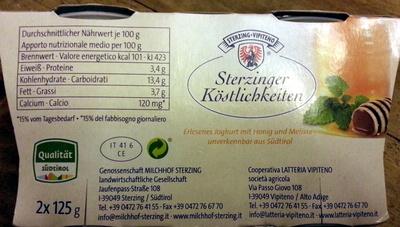 Durchschnittlicher Nährwert je 100 g
Apporto nutrizionale medio per 100 g
Brennwert - Valore energetico kcal 101 - kJ 423
Eiweiß - Proteine 3,4 g
Kohlenhydrate - Carboidrati 13,4 g
Fett - Grassi 3,7 g
Calcium - Calcio 120 mg*
*15% vom Tagesbedarf - *15% del fabbisogno giornaliero
STERZING - VIPITENO
Sterzinger
Köstlichkeiten
Erlesenes Joghurt mit Honig und Melisse
unverkennbar aus Südtirol
Qualität
SÜDTIROL
2x 125 g
IT 41 6
CE
Genossenschaft MILCHHOF STERZING
landwirtschaftliche Gesellschaft
Jaufenpass-Straße 108
I-39049 Sterzing / Südtirol
Tel. +39 0472 76 41 55 - Fax +39 0472 76 67 70
info@milchhof-sterzing.it - www.milchhof-sterzing.it
Cooperativa LATTERIA VIPITENO
società agricola
Via Passo Giovo 108
I-39049 Vipiteno / Alto Adige
Tel. +39 0472 76 41 55 - Fax +39 0472 76 67 70
info@latteria-vipiteno.it - www.latteria-vipiteno.it